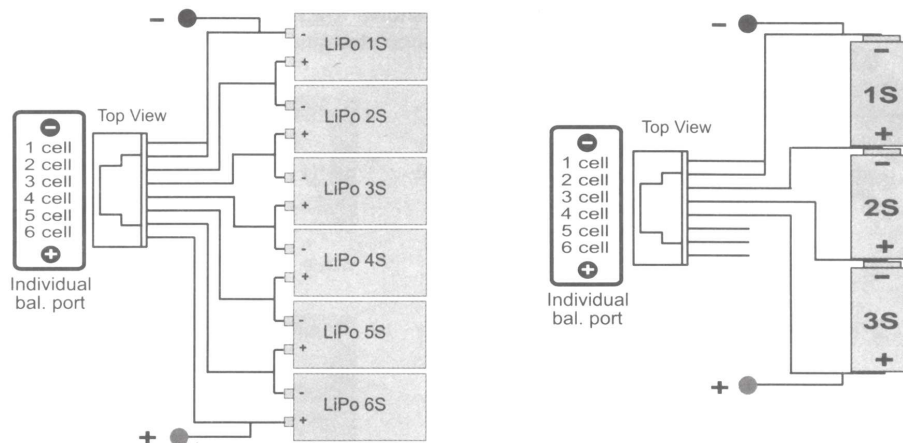 -
- LiPo 1S
+
Top View
- LiPo 2S
+
−
1 cell
2 cell
3 cell
4 cell
5 cell
6 cell
+
- LiPo 3S
+
- LiPo 4S
+
Individual
bal. port
- LiPo 5S
+
- LiPo 6S
+
+
-
-
1S
+
Top View
−
1 cell
2 cell
3 cell
4 cell
5 cell
6 cell
+
-
2S
+
Individual
bal. port
-
3S
+
+